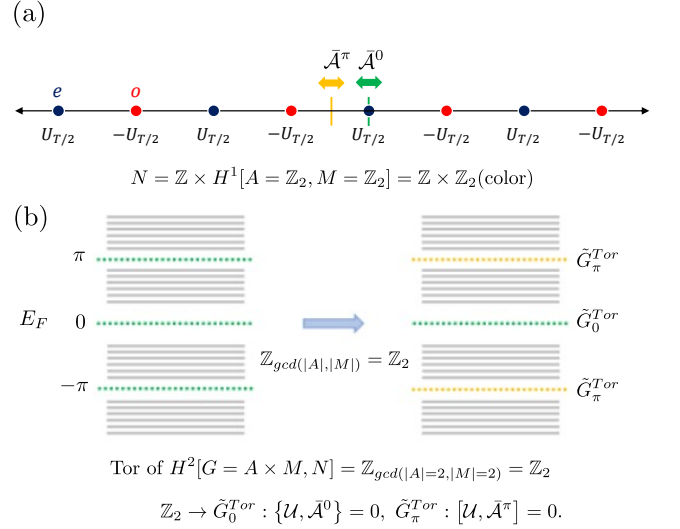 (a)
𝒜̄^π 𝒜̄^0
e o
U_{T/2} −U_{T/2} U_{T/2} −U_{T/2} U_{T/2} −U_{T/2} U_{T/2} −U_{T/2}
N = ℤ × H^1[A = ℤ_2, M = ℤ_2] = ℤ × ℤ_2(color)
(b)
π G̃_π^{Tor}
E_F 0 G̃_0^{Tor}
ℤ_{gcd(|A|,|M|)} = ℤ_2
−π G̃_π^{Tor}
Tor of H^2[G = A × M, N] = ℤ_{gcd(|A|=2,|M|=2)} = ℤ_2
ℤ_2 → G̃_0^{Tor} : {𝒰, 𝒜̄^0} = 0, G̃_π^{Tor} : [𝒰, 𝒜̄^π] = 0.